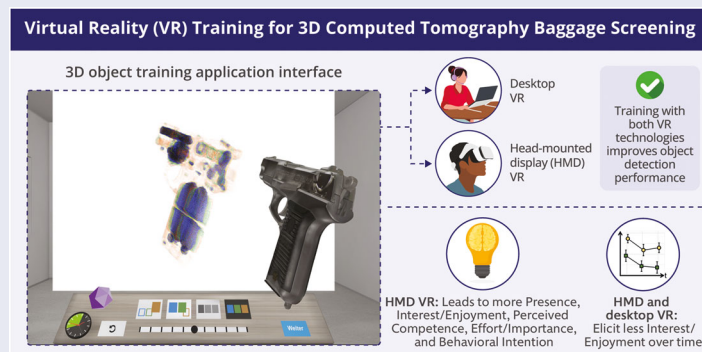 Virtual Reality (VR) Training for 3D Computed Tomography Baggage Screening
3D object training application interface
Weiter
Desktop
VR
Head-mounted
display (HMD)
VR
Training with
both VR
technologies
improves object
detection
performance
HMD VR: Leads to more Presence,
Interest/Enjoyment, Perceived
Competence, Effort/Importance,
and Behavioral Intention
t
HMD and
desktop VR:
Elicit less Interest/
Enjoyment over time